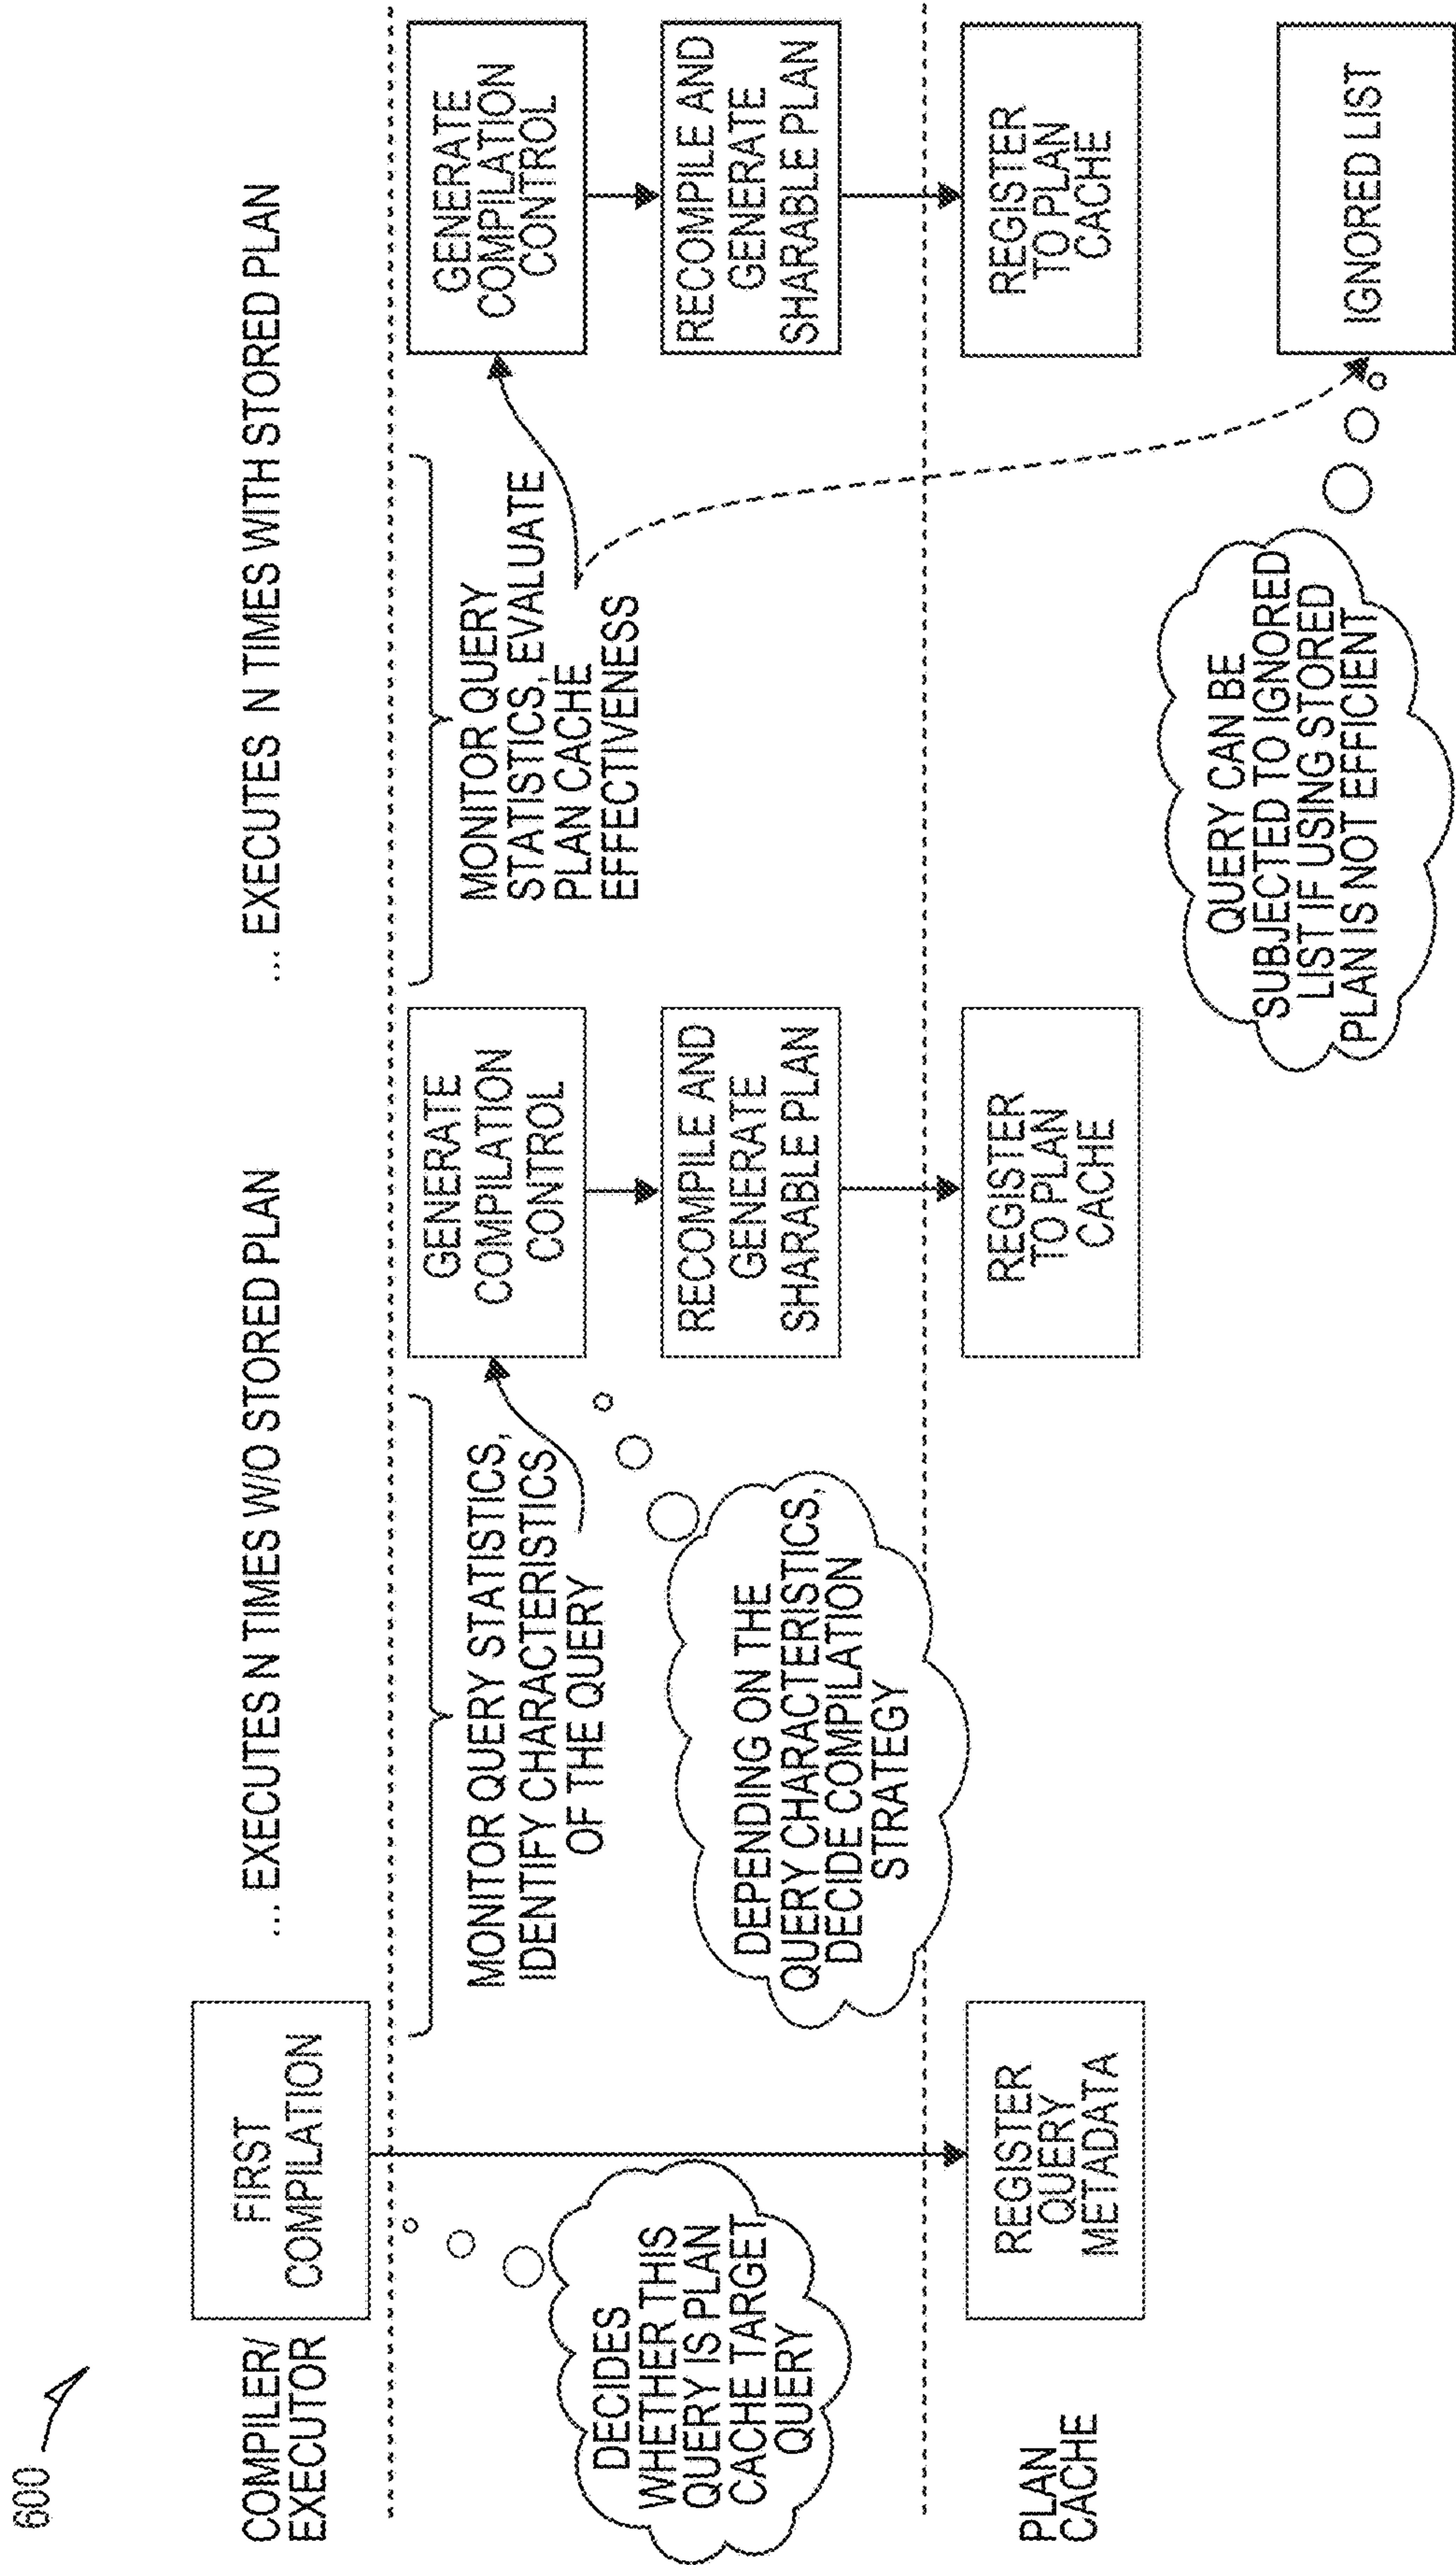 600
COMPILER/
EXECUTOR
FIRST
COMPILATION
... EXECUTES N TIMES W/O STORED PLAN
... EXECUTES N TIMES WITH STORED PLAN
DECIDES
WHETHER THIS
QUERY IS PLAN
CACHE TARGET
QUERY
MONITOR QUERY STATISTICS,
IDENTIFY CHARACTERISTICS
OF THE QUERY
DEPENDING ON THE
QUERY CHARACTERISTICS,
DECIDE COMPILATION
STRATEGY
GENERATE
COMPILATION
CONTROL
RECOMPILE AND
GENERATE
SHARABLE PLAN
MONITOR QUERY
STATISTICS, EVALUATE
PLAN CACHE
EFFECTIVENESS
GENERATE
COMPILATION
CONTROL
RECOMPILE AND
GENERATE
SHARABLE PLAN
PLAN
CACHE
REGISTER
QUERY
METADATA
REGISTER
TO PLAN
CACHE
REGISTER
TO PLAN
CACHE
QUERY CAN BE
SUBJECTED TO IGNORED
LIST IF USING STORED
PLAN IS NOT EFFICIENT
IGNORED LIST